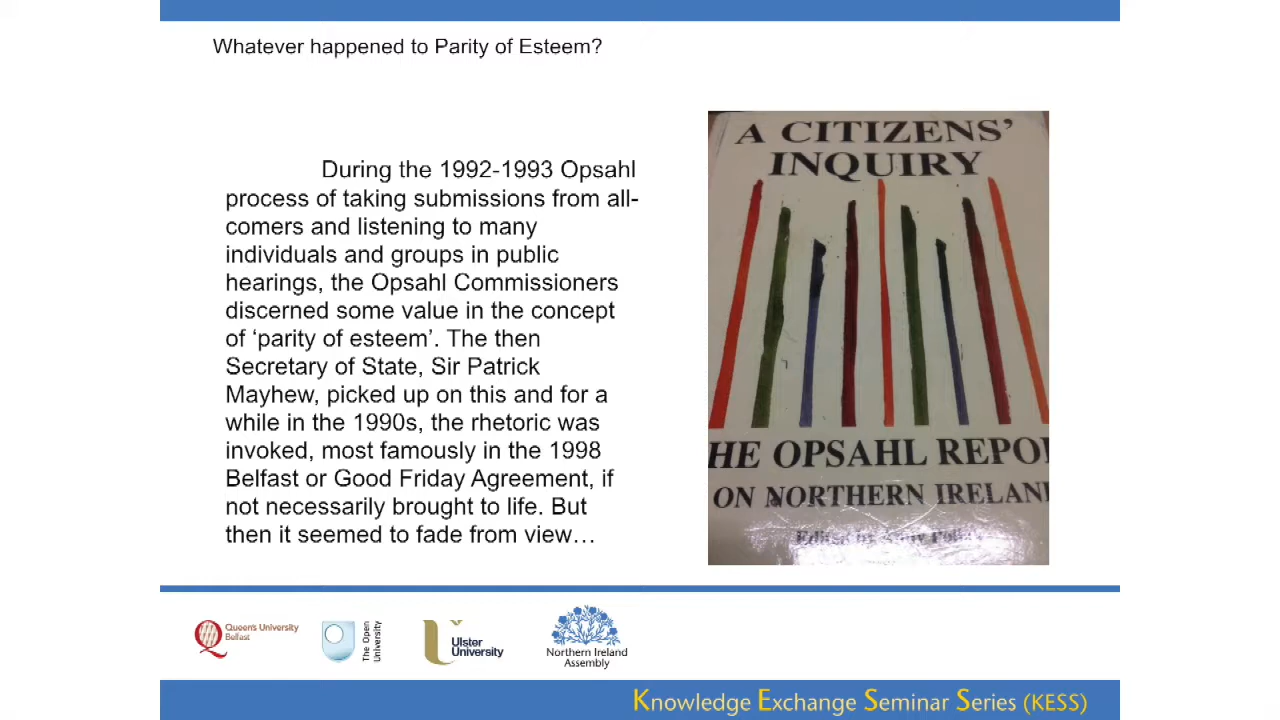 Whatever happened to Parity of Esteem?
During the 1992-1993 Opsahl
process of taking submissions from all-
comers and listening to many
individuals and groups in public
hearings, the Opsahl Commissioners
discerned some value in the concept
of ‘parity of esteem’. The then
Secretary of State, Sir Patrick
Mayhew, picked up on this and for a
while in the 1990s, the rhetoric was
invoked, most famously in the 1998
Belfast or Good Friday Agreement, if
not necessarily brought to life. But
then it seemed to fade from view…
A CITIZENS’
INQUIRY
HE OPSAHL REPO
ON NORTHERN IRELAN
Edited by
Queen's University
Belfast
The Open
University
Ulster
University
Northern Ireland
Assembly
Knowledge Exchange Seminar Series (KESS)